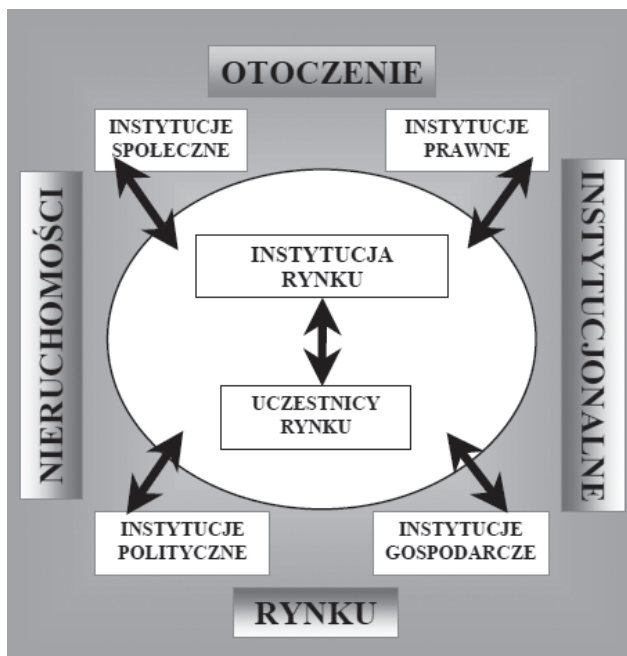 OTOCZENIE
INSTYTUCJE
SPOŁECZNE
INSTYTUCJE
PRAWNE
INSTYTUCJONALNE
NIERUCHOMOŚCI
INSTYTUCJA
RYNKU
UCZESTNICY
RYNKU
INSTYTUCJE
POLITYCZNE
INSTYTUCJE
GOSPODARCZE
RYNKU